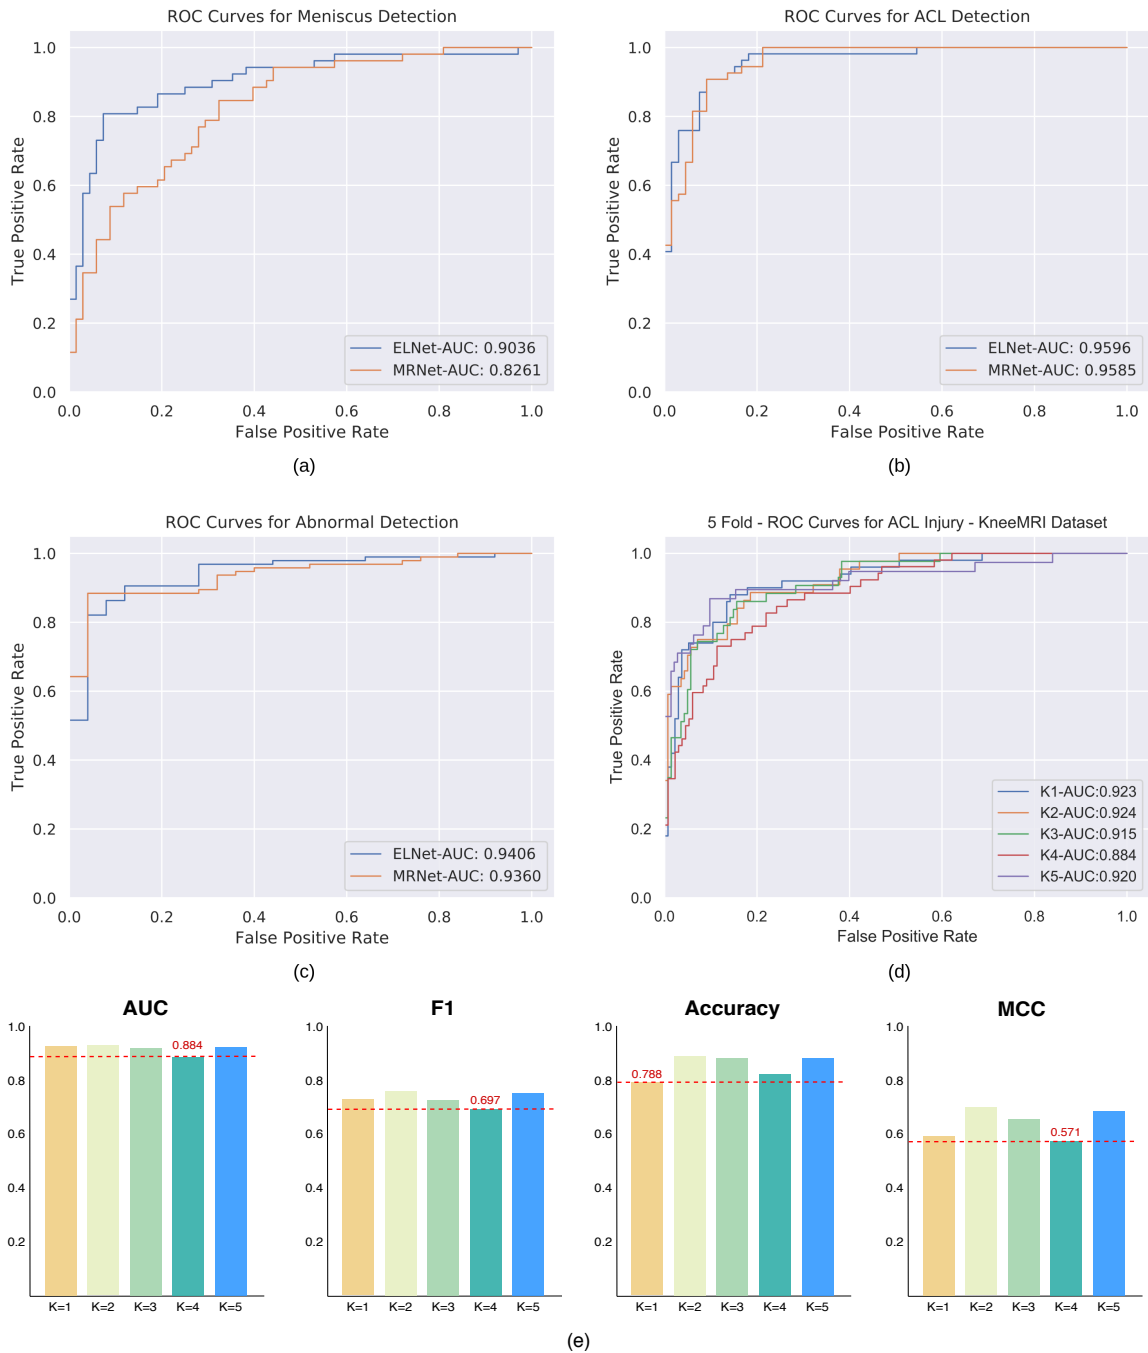 ROC Curves for Meniscus Detection
True Positive Rate
1.0
0.8
0.6
0.4
0.2
0.0
ELNet-AUC: 0.9036
MRNet-AUC: 0.8261
0.0 0.2 0.4 0.6 0.8 1.0
False Positive Rate
(a)
ROC Curves for ACL Detection
True Positive Rate
1.0
0.8
0.6
0.4
0.2
0.0
ELNet-AUC: 0.9596
MRNet-AUC: 0.9585
0.0 0.2 0.4 0.6 0.8 1.0
False Positive Rate
(b)
ROC Curves for Abnormal Detection
True Positive Rate
1.0
0.8
0.6
0.4
0.2
0.0
ELNet-AUC: 0.9406
MRNet-AUC: 0.9360
0.0 0.2 0.4 0.6 0.8 1.0
False Positive Rate
(c)
5 Fold - ROC Curves for ACL Injury - KneeMRI Dataset
True Positive Rate
1.0
0.8
0.6
0.4
0.2
0.0
K1-AUC:0.923
K2-AUC:0.924
K3-AUC:0.915
K4-AUC:0.884
K5-AUC:0.920
0.0 0.2 0.4 0.6 0.8 1.0
False Positive Rate
(d)
AUC
1.0
0.8
0.6
0.4
0.2
0.884
K=1 K=2 K=3 K=4 K=5
F1
1.0
0.8
0.6
0.4
0.2
0.697
K=1 K=2 K=3 K=4 K=5
Accuracy
1.0
0.8
0.6
0.4
0.2
0.788
K=1 K=2 K=3 K=4 K=5
MCC
1.0
0.8
0.6
0.4
0.2
0.571
K=1 K=2 K=3 K=4 K=5
(e)